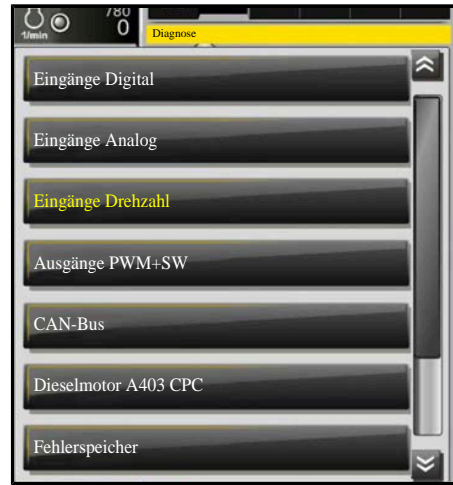 780
1/min 0
Diagnose
Eingänge Digital
Eingänge Analog
Eingänge Drehzahl
Ausgänge PWM+SW
CAN-Bus
Dieselmotor A403 CPC
Fehlerspeicher